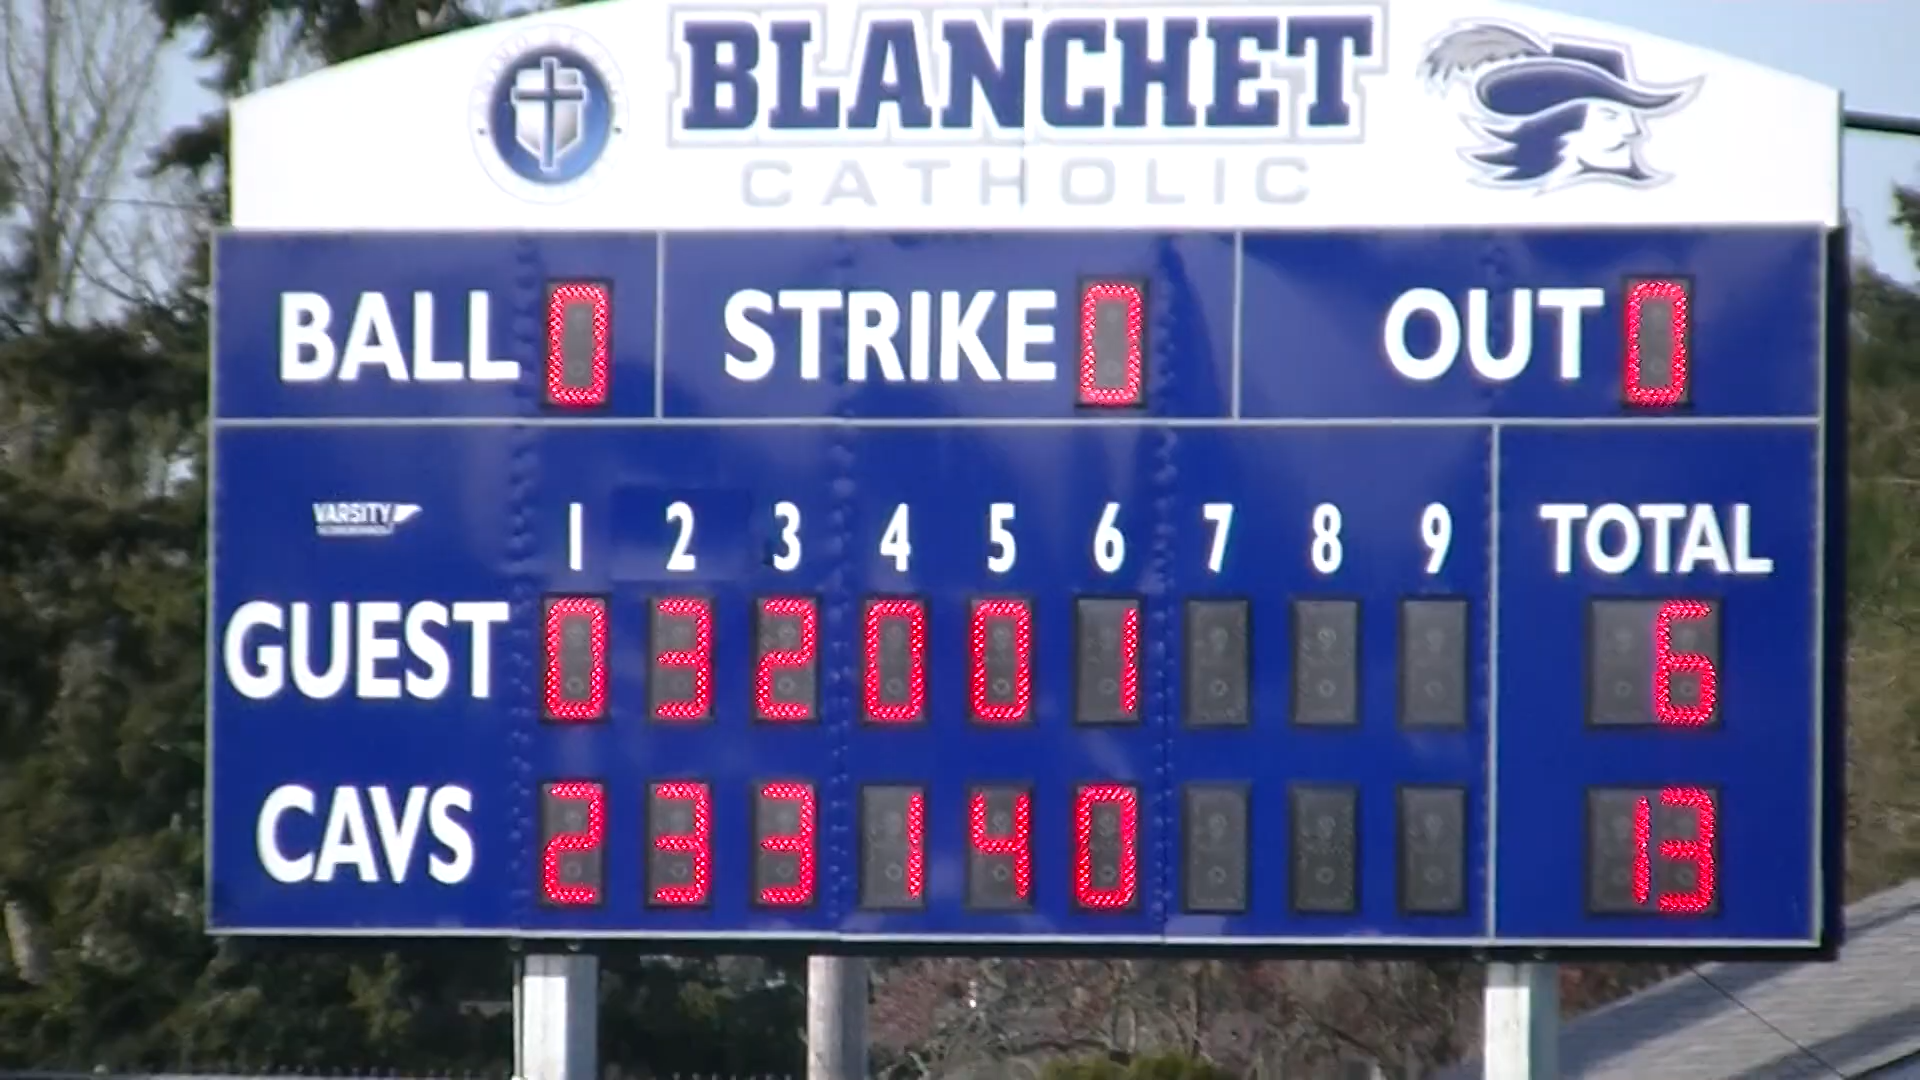 BLANCHET
CATHOLIC
BALL 0 STRIKE 0 OUT 0
VARSITY 1 2 3 4 5 6 7 8 9 TOTAL
GUEST 0 3 2 0 0 1 6
CAVS 2 3 3 1 4 0 13